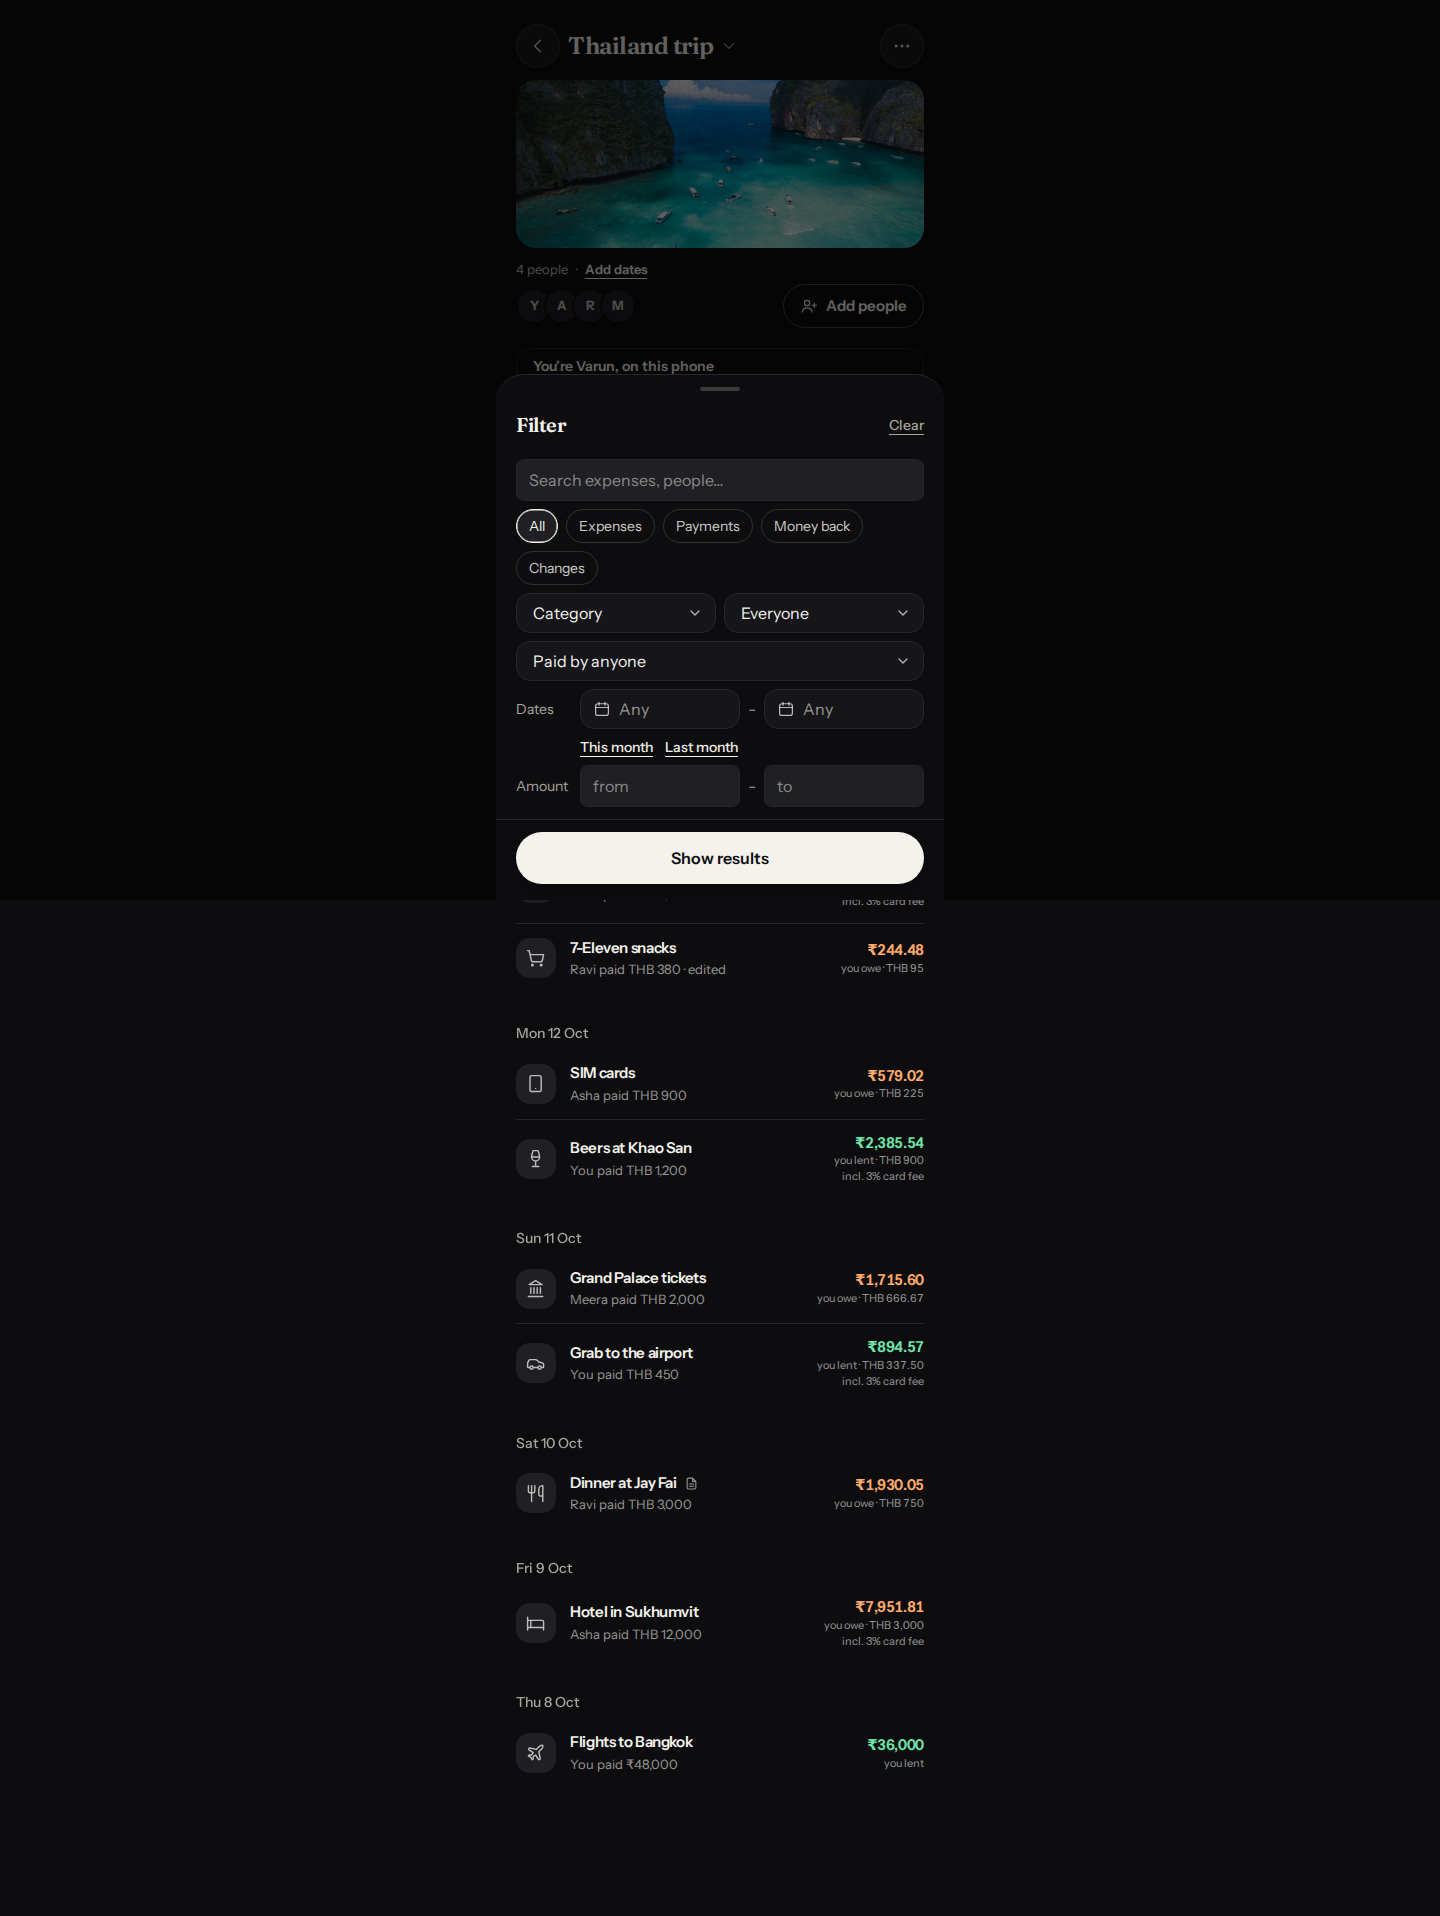 Thailand trip
4 people · Add dates
Y A R M
Add people
You're Varun, on this phone
Filter
Clear
Search expenses, people...
All
Expenses
Payments
Money back
Changes
Category
Everyone
Paid by anyone
Dates
Any
–
Any
This month
Last month
Amount
from
–
to
Show results
incl. 3% card fee
7-Eleven snacks
₹244.48
Ravi paid THB 380 · edited
you owe · THB 95
Mon 12 Oct
SIM cards
₹579.02
Asha paid THB 900
you owe · THB 225
Beers at Khao San
₹2,385.54
You paid THB 1,200
you lent · THB 900
incl. 3% card fee
Sun 11 Oct
Grand Palace tickets
₹1,715.60
Meera paid THB 2,000
you owe · THB 666.67
Grab to the airport
₹894.57
You paid THB 450
you lent · THB 337.50
incl. 3% card fee
Sat 10 Oct
Dinner at Jay Fai
₹1,930.05
Ravi paid THB 3,000
you owe · THB 750
Fri 9 Oct
Hotel in Sukhumvit
₹7,951.81
Asha paid THB 12,000
you owe · THB 3,000
incl. 3% card fee
Thu 8 Oct
Flights to Bangkok
₹36,000
You paid ₹48,000
you lent